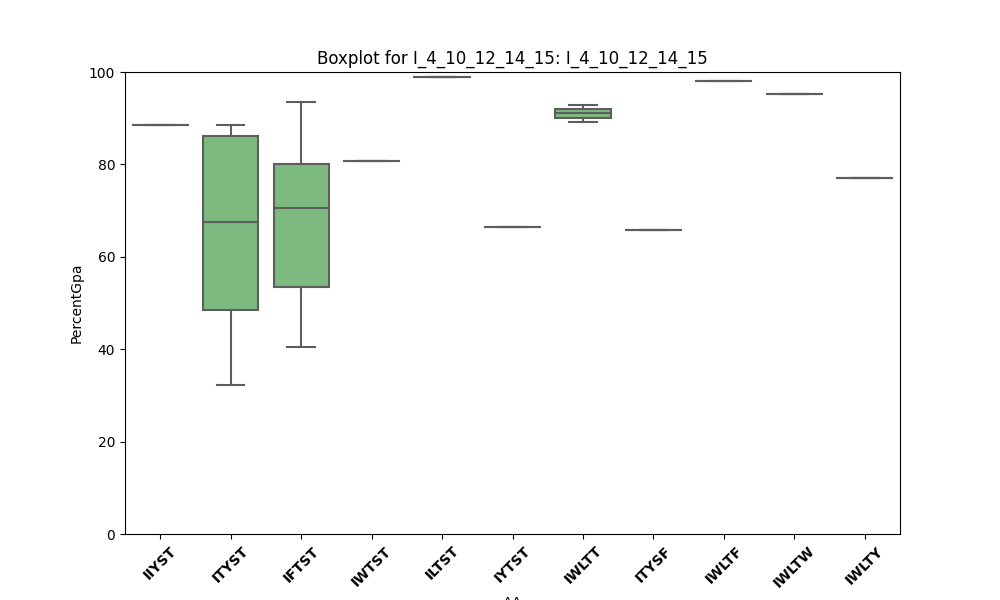 Boxplot for I_4_10_12_14_15: I_4_10_12_14_15
100
80
60
40
20
0
PercentGpa
IIYST ITYST IFTST IWTST ILTST IYTST IWLTT ITYSF IWLTF IWLTW IWLTY